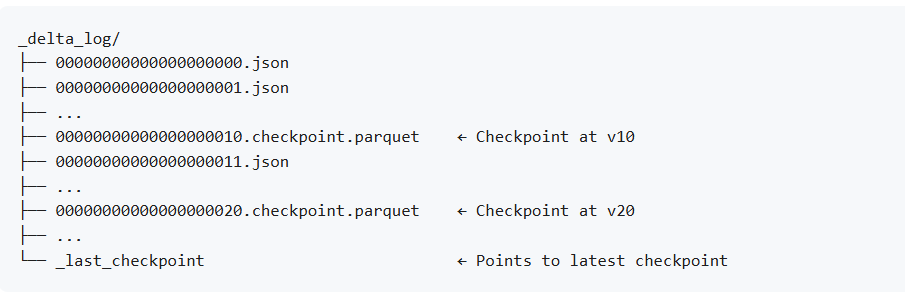 _delta_log/
├── 00000000000000000000.json
├── 00000000000000000001.json
├── ...
├── 00000000000000000010.checkpoint.parquet    ← Checkpoint at v10
├── 00000000000000000011.json
├── ...
├── 00000000000000000020.checkpoint.parquet    ← Checkpoint at v20
├── ...
└── _last_checkpoint                           ← Points to latest checkpoint